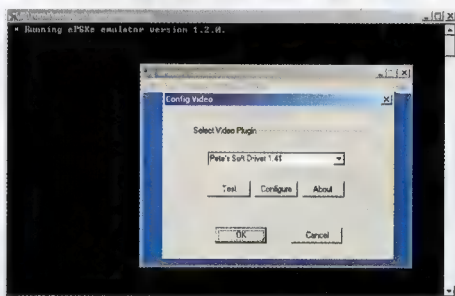 * Running ePSXe emulator version 1.2.0.
Config Video
Select Video Plugin
Pete's Soft Driver 1.41
Test Configure About
OK Cancel